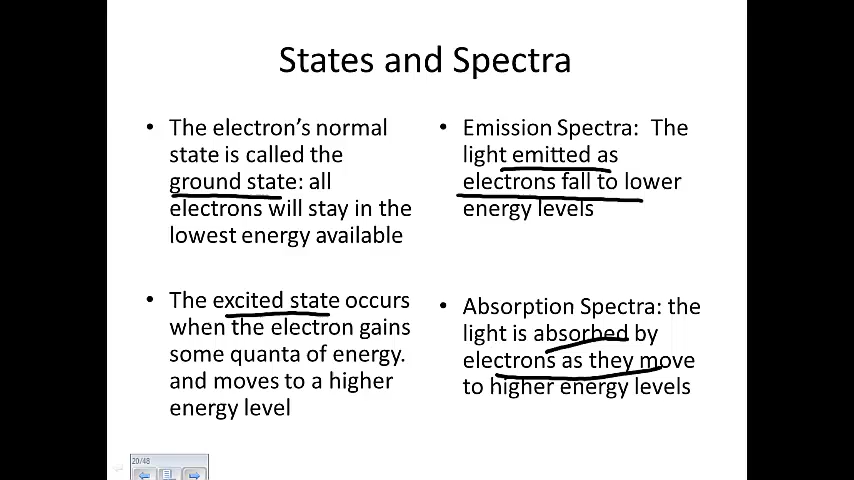 States and Spectra
• The electron's normal
state is called the
ground state: all
electrons will stay in the
lowest energy available
• The excited state occurs
when the electron gains
some quanta of energy.
and moves to a higher
energy level
• Emission Spectra: The
light emitted as
electrons fall to lower
energy levels
• Absorption Spectra: the
light is absorbed by
electrons as they move
to higher energy levels
20/48